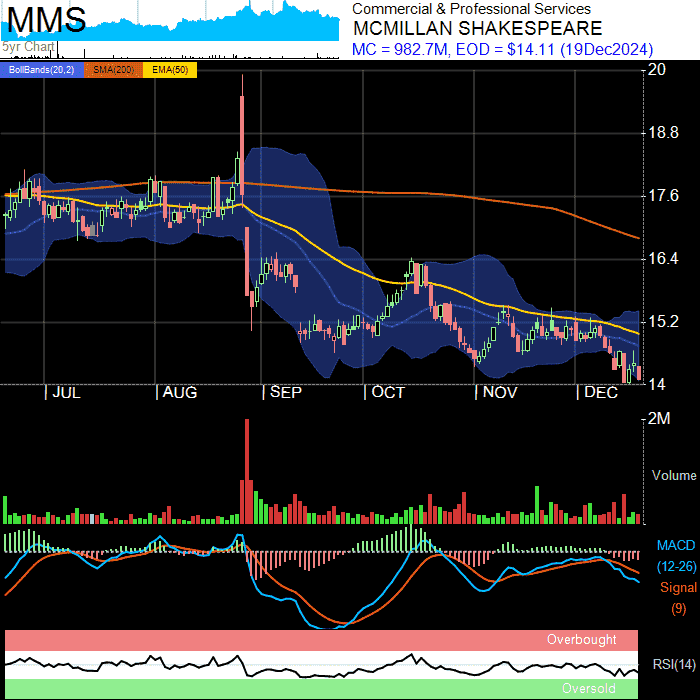 MMS
Commercial & Professional Services
MCMILLAN SHAKESPEARE
MC = 982.7M, EOD = $14.11 (19Dec2024)
5yr Chart
BollBands(20,2) SMA(200) EMA(50)
20
18.8
17.6
16.4
15.2
14
| JUL | AUG | SEP | OCT | NOV | DEC
2M
Volume
MACD
(12-26)
Signal
(9)
Overbought
RSI(14)
Oversold